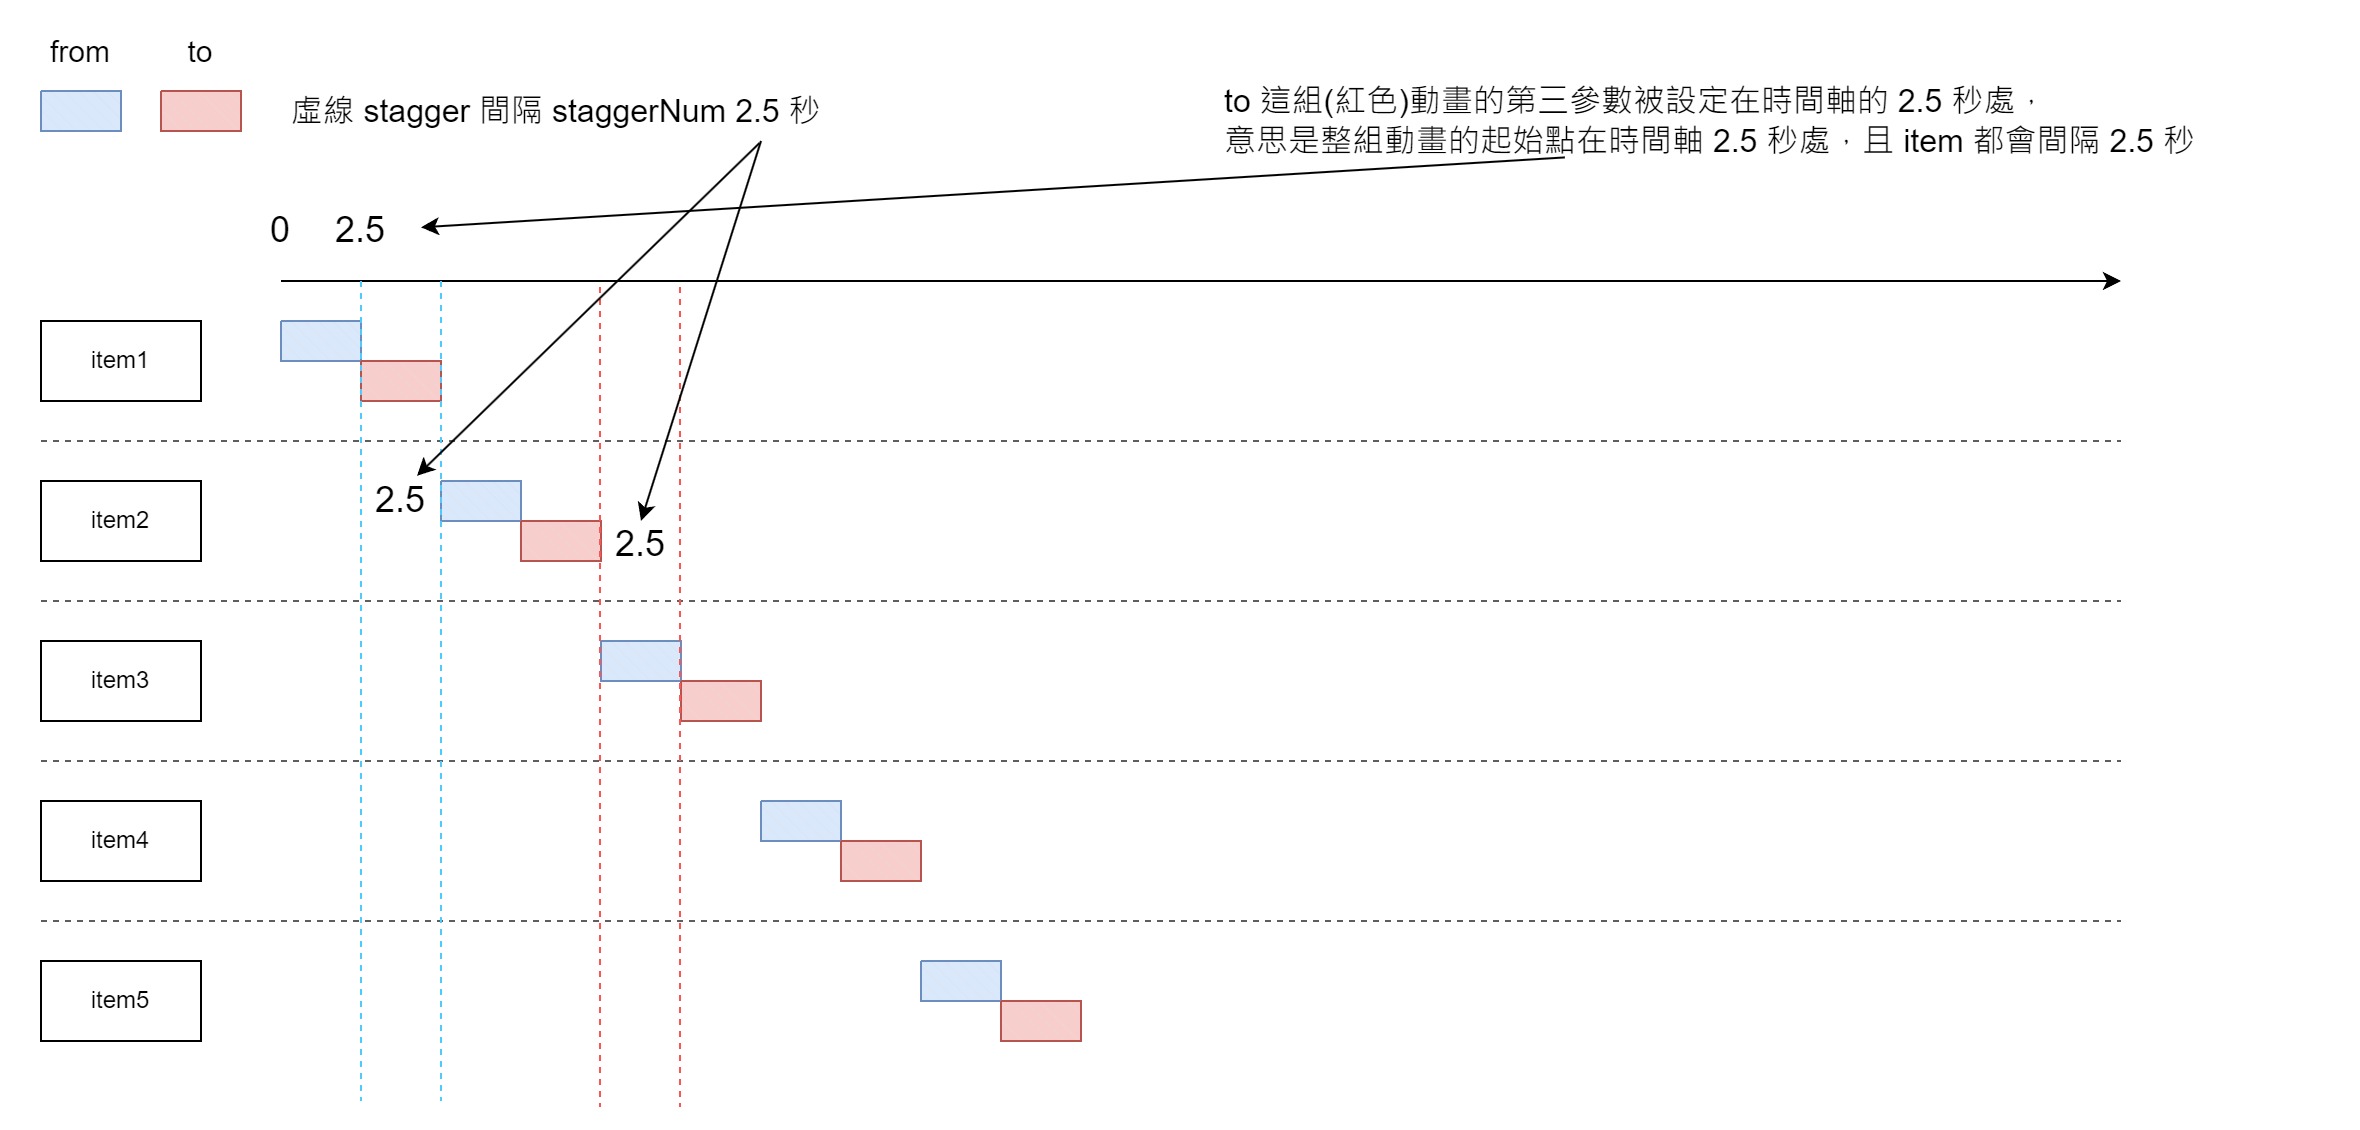 from to
虛線 stagger 間隔 staggerNum 2.5 秒
to 這組(紅色)動畫的第三參數被設定在時間軸的 2.5 秒處，
意思是整組動畫的起始點在時間軸 2.5 秒處，且 item 都會間隔 2.5 秒
0 2.5
item1
2.5
item2
2.5
item3
item4
item5